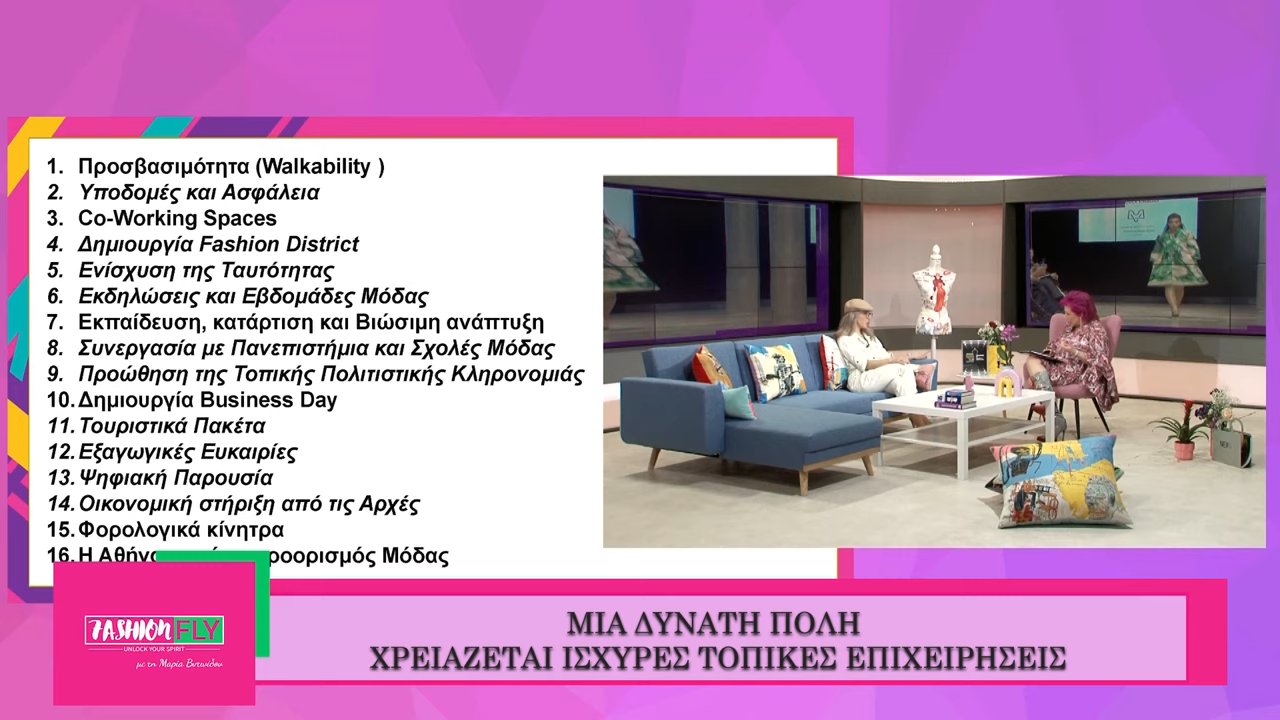 1. Προσβασιμότητα (Walkability )
2. Υποδομές και Ασφάλεια
3. Co-Working Spaces
4. Δημιουργία Fashion District
5. Ενίσχυση της Ταυτότητας
6. Εκδηλώσεις και Εβδομάδες Μόδας
7. Εκπαίδευση, κατάρτιση και Βιώσιμη ανάπτυξη
8. Συνεργασία με Πανεπιστήμια και Σχολές Μόδας
9. Προώθηση της Τοπικής Πολιτιστικής Κληρονομιάς
10. Δημιουργία Business Day
11. Τουριστικά Πακέτα
12. Εξαγωγικές Ευκαιρίες
13. Ψηφιακή Παρουσία
14. Οικονομική στήριξη από τις Αρχές
15. Φορολογικά κίνητρα
16. Η Μόδας
FASHION FLY
UNLOCK YOUR SPIRIT
με τη Μαρία
ΜΙΑ ΔΥΝΑΤΗ ΠΟΛΗ
ΧΡΕΙΑΖΕΤΑΙ ΙΣΧΥΡΕΣ ΤΟΠΙΚΕΣ ΕΠΙΧΕΙΡΗΣΕΙΣ